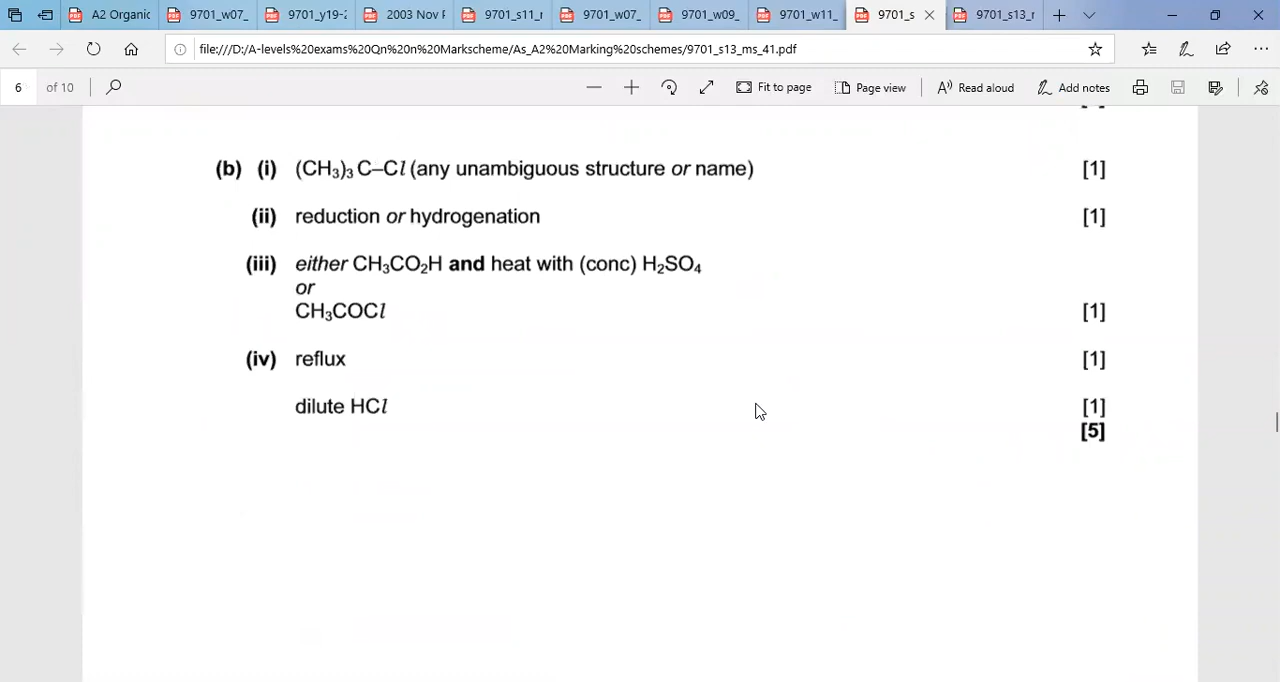 A2 Organic
9701_w07_
9701_y19-2
2003 Nov F
9701_s11_r
9701_w07_
9701_w09_
9701_w11_
9701_s
9701_s13_r
file:///D:/A-levels%20exams%20Qn%20n%20Markscheme/As_A2%20Marking%20schemes/9701_s13_ms_41.pdf
6 of 10 Fit to page Page view Read aloud Add notes
(b) (i) (CH₃)₃ C–Cl (any unambiguous structure or name) [1]
(ii) reduction or hydrogenation [1]
(iii) either CH₃CO₂H and heat with (conc) H₂SO₄
or
CH₃COCl [1]
(iv) reflux [1]
dilute HCl [1]
[5]